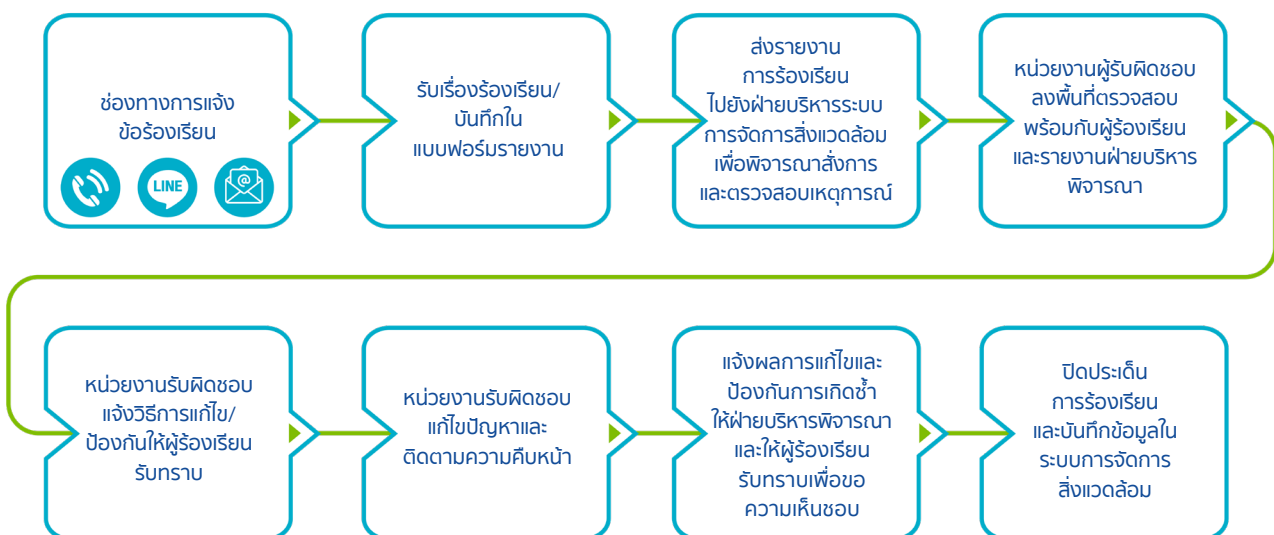 ช่องทางการแจ้ง
ข้อร้องเรียน
LINE
@
รับเรื่องร้องเรียน/
บันทึกใน
แบบฟอร์มรายงาน
ส่งรายงาน
การร้องเรียน
ไปยังฝ่ายบริหารระบบ
การจัดการสิ่งแวดล้อม
เพื่อพิจารณาสั่งการ
และตรวจสอบเหตุการณ์
หน่วยงานผู้รับผิดชอบ
ลงพื้นที่ตรวจสอบ
พร้อมกับผู้ร้องเรียน
และรายงานฝ่ายบริหาร
พิจารณา
หน่วยงานรับผิดชอบ
แจ้งวิธีการแก้ไข/
ป้องกันให้ผู้ร้องเรียน
รับทราบ
หน่วยงานรับผิดชอบ
แก้ไขปัญหาและ
ติดตามความคืบหน้า
แจ้งผลการแก้ไขและ
ป้องกันการเกิดซ้ำ
ให้ฝ่ายบริหารพิจารณา
และให้ผู้ร้องเรียน
รับทราบเพื่อขอ
ความเห็นชอบ
ปิดประเด็น
การร้องเรียน
และบันทึกข้อมูลใน
ระบบการจัดการ
สิ่งแวดล้อม